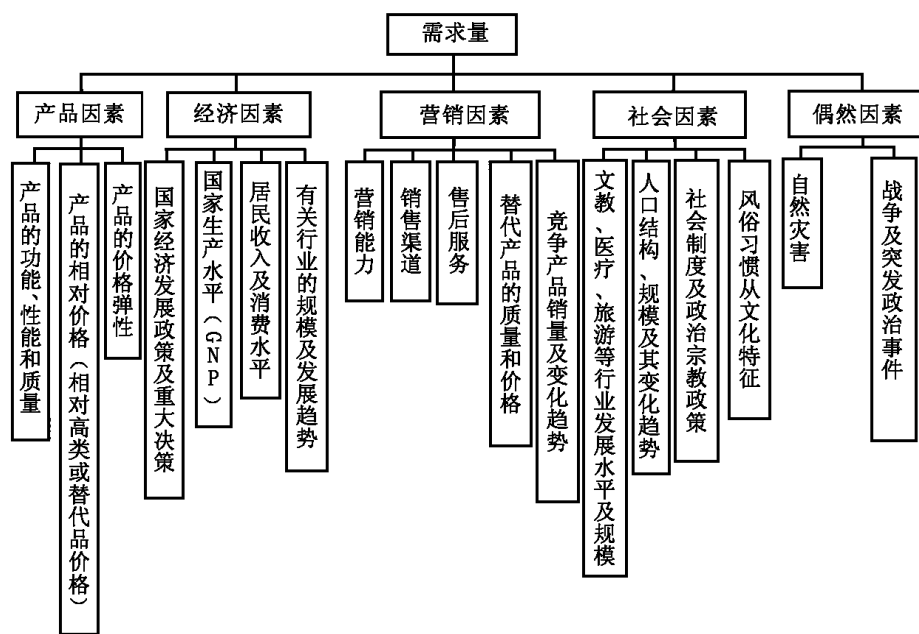 需求量
产品因素
经济因素
营销因素
社会因素
偶然因素
产品的功能、性能和质量
产品的相对价格（相对高类或替代品价格）
产品的价格弹性
国家经济发展政策及重大决策
国家生产水平（GNP）
居民收入及消费水平
有关行业的规模及发展趋势
营销能力
销售渠道
售后服务
替代产品的质量和价格
竞争产品销量及变化趋势
文教、医疗、旅游等行业发展水平及规模
人口结构、规模及其变化趋势
社会制度及政治宗教政策
风俗习惯从文化特征
自然灾害
战争及突发政治事件